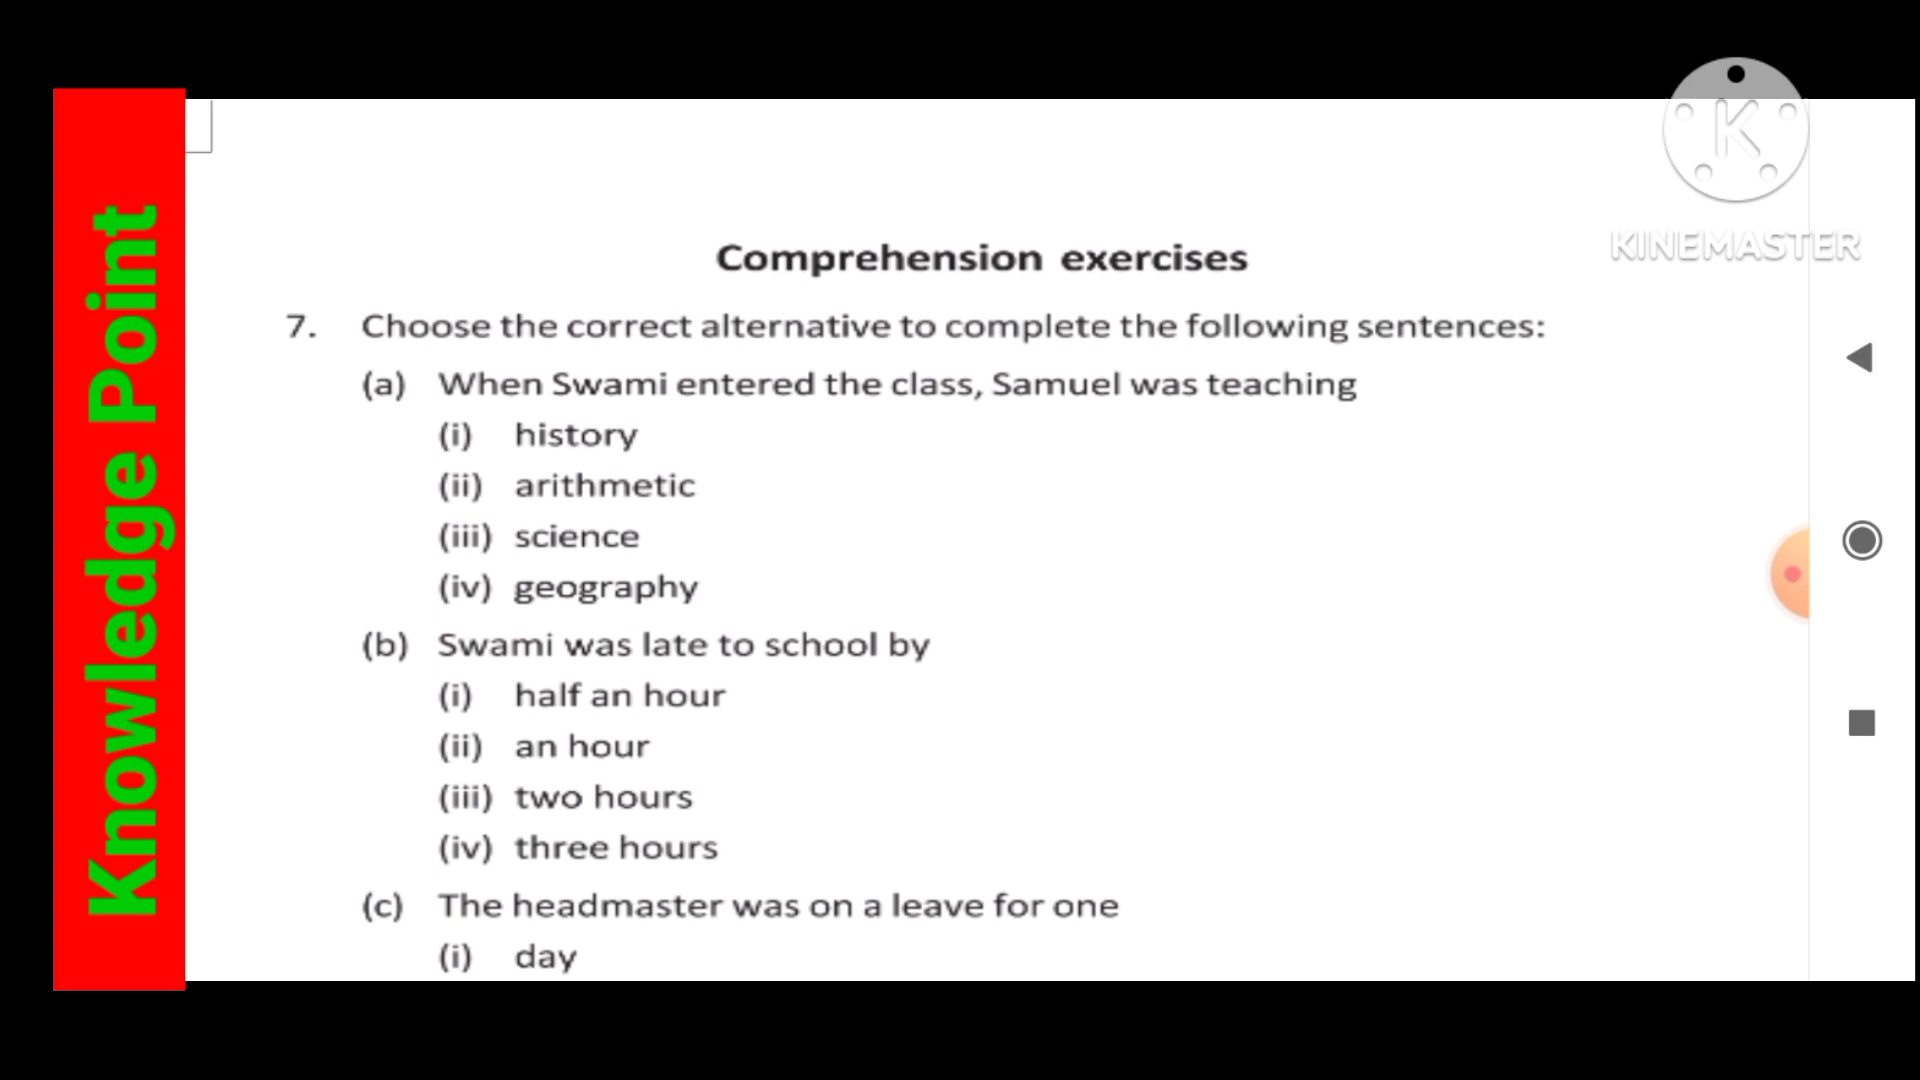 Knowledge Point
K
KINEMASTER
Comprehension exercises
7. Choose the correct alternative to complete the following sentences:
(a) When Swami entered the class, Samuel was teaching
(i) history
(ii) arithmetic
(iii) science
(iv) geography
(b) Swami was late to school by
(i) half an hour
(ii) an hour
(iii) two hours
(iv) three hours
(c) The headmaster was on a leave for one
(i) day